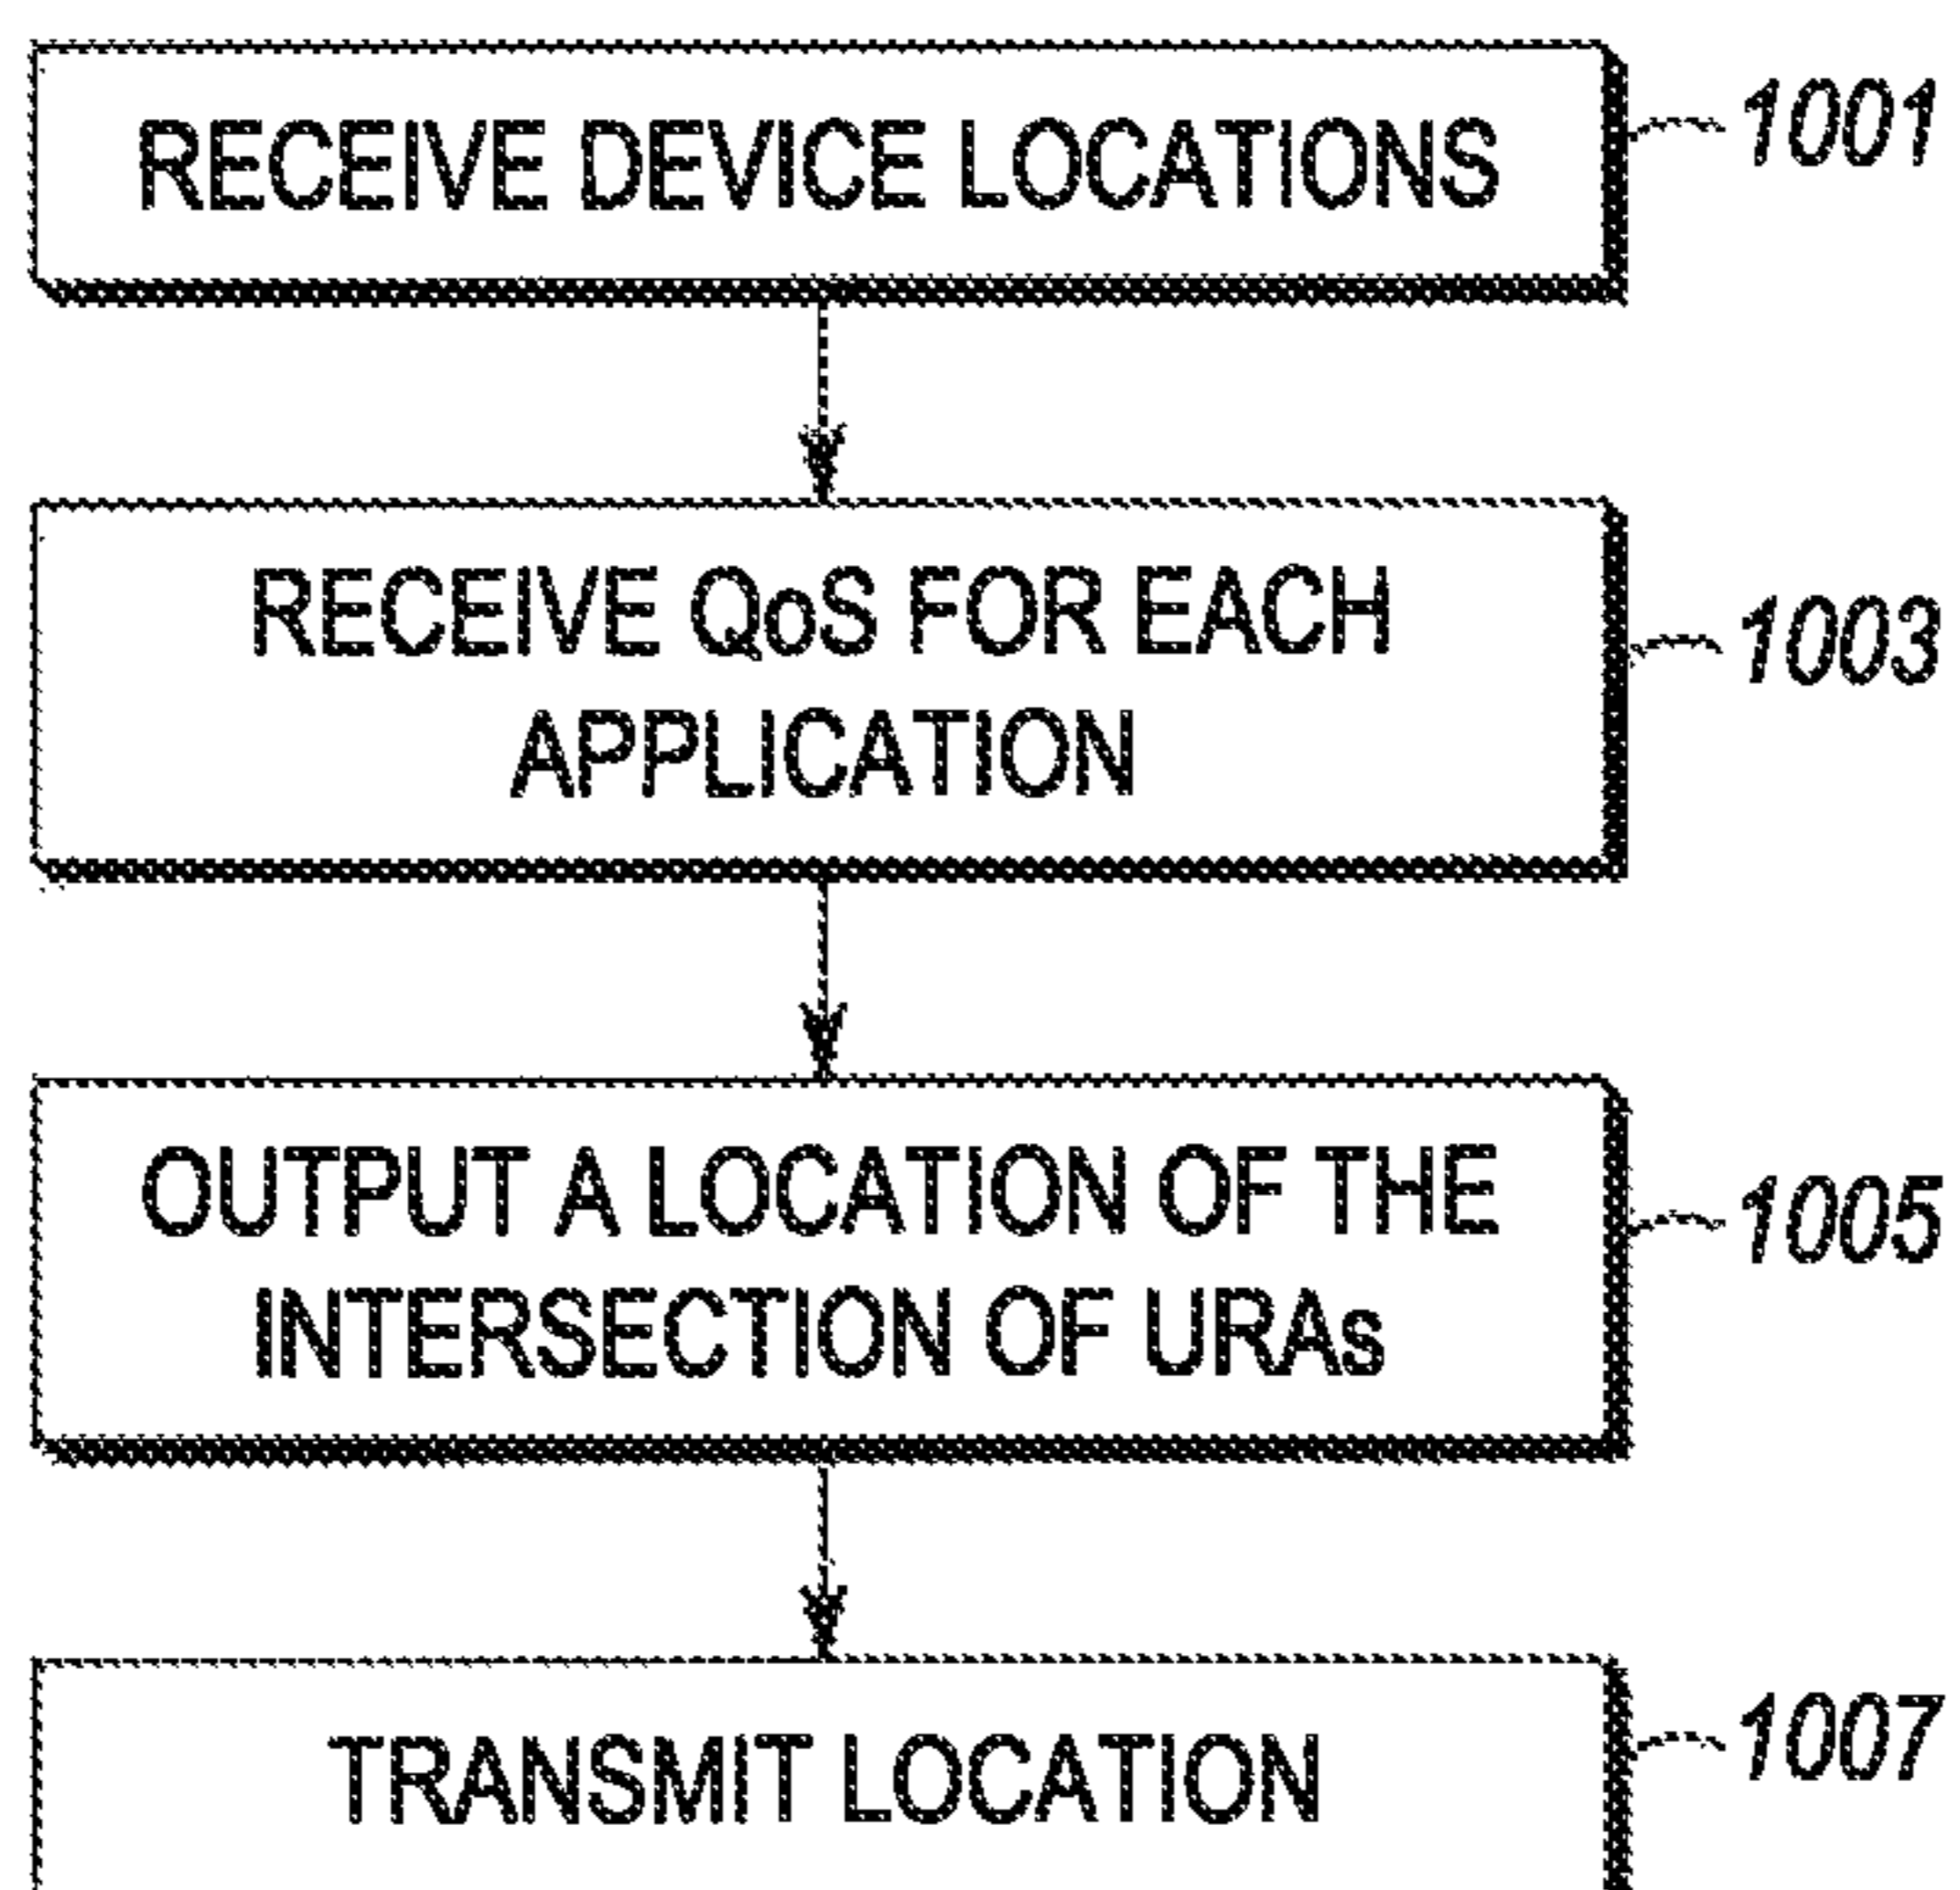 RECEIVE DEVICE LOCATIONS
1001
RECEIVE QoS FOR EACH
APPLICATION
1003
OUTPUT A LOCATION OF THE
INTERSECTION OF URAs
1005
TRANSMIT LOCATION
1007